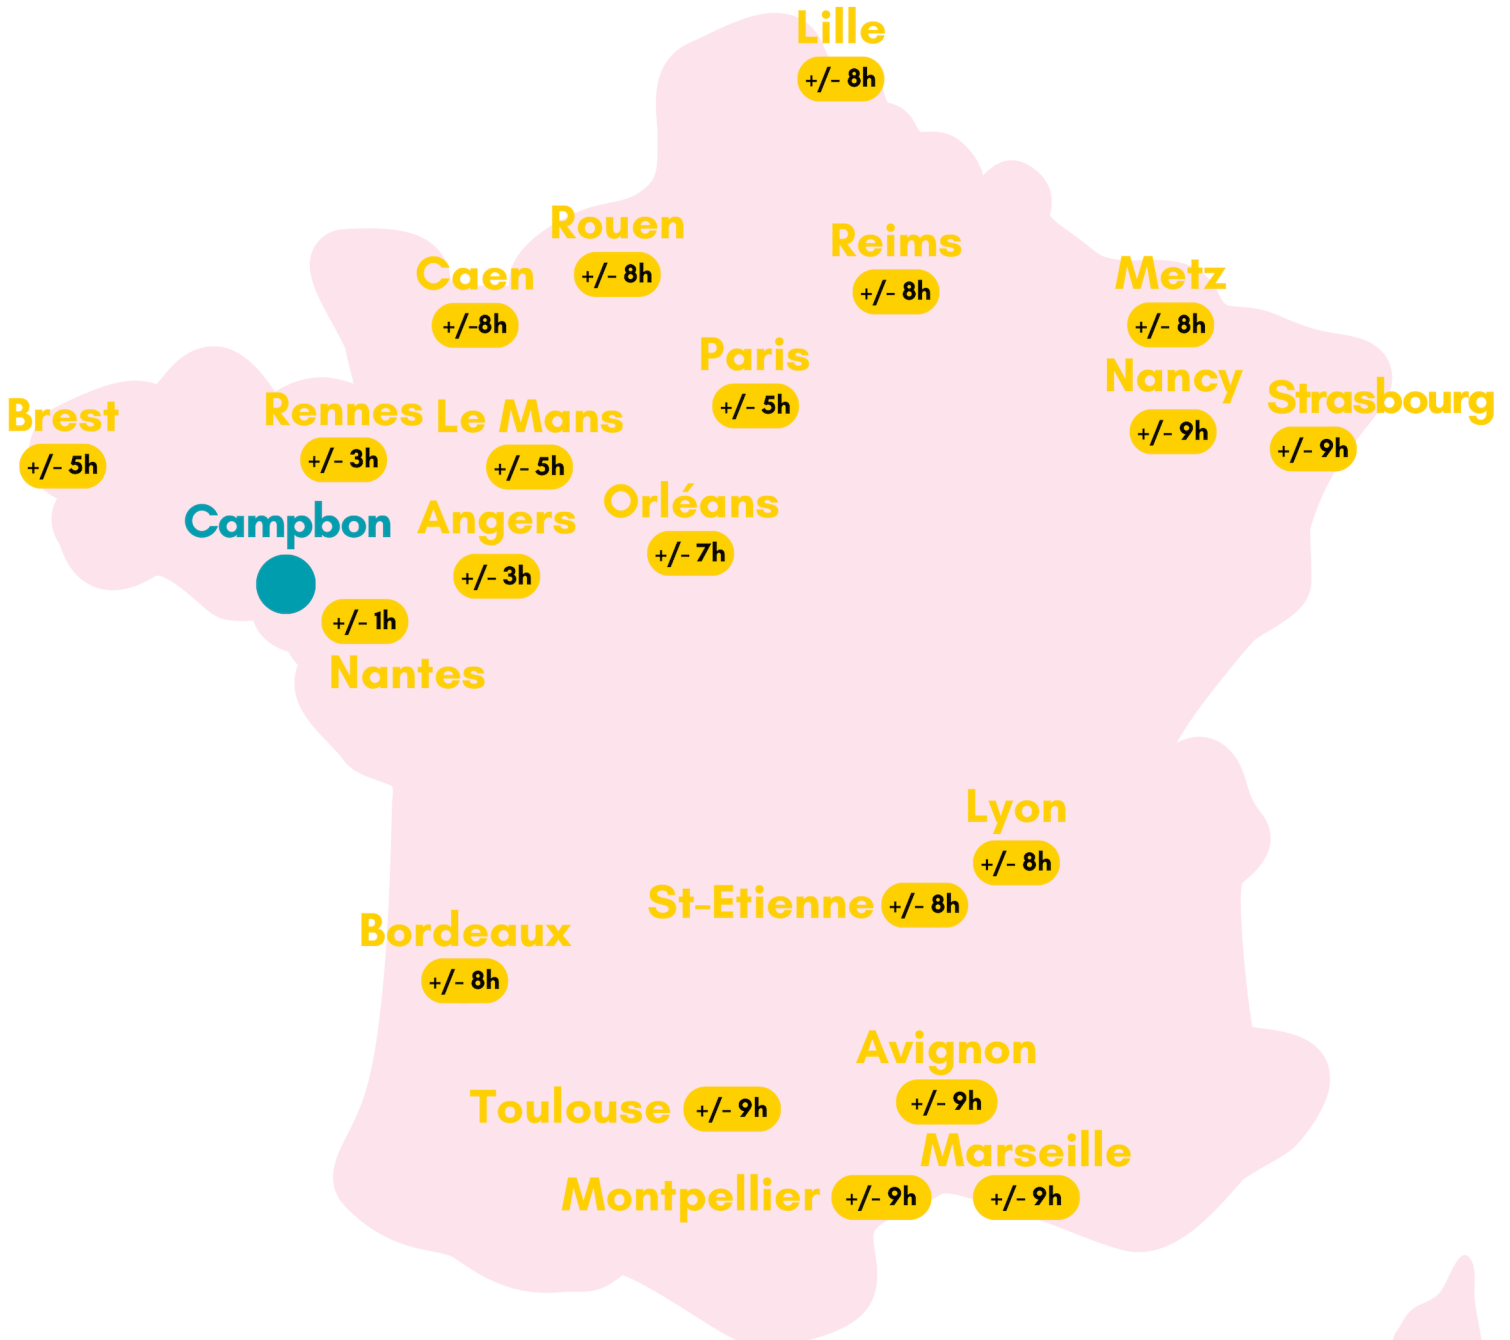 Lille
+/- 8h
Rouen
+/- 8h
Reims
+/- 8h
Caen
+/-8h
Metz
+/- 8h
Paris
+/- 5h
Nancy
+/- 9h
Strasbourg
+/- 9h
Brest
+/- 5h
Rennes
+/- 3h
Le Mans
+/- 5h
Orléans
+/- 7h
Campbon
Angers
+/- 3h
+/- 1h
Nantes
Lyon
+/- 8h
St-Etienne +/- 8h
Bordeaux
+/- 8h
Avignon
+/- 9h
Toulouse +/- 9h
Marseille
+/- 9h
Montpellier +/- 9h